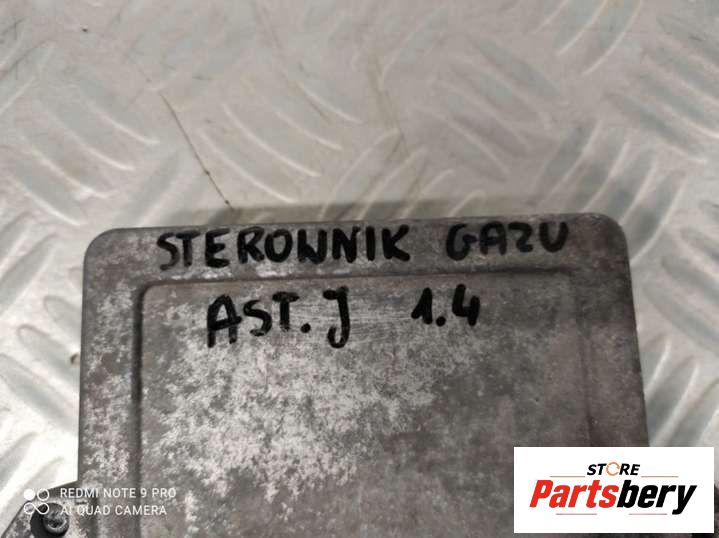 STEROWNIK GAZU
AST. J 1.4
REDMI NOTE 9 PRO
AI QUAD CAMERA
STORE
Partsbery